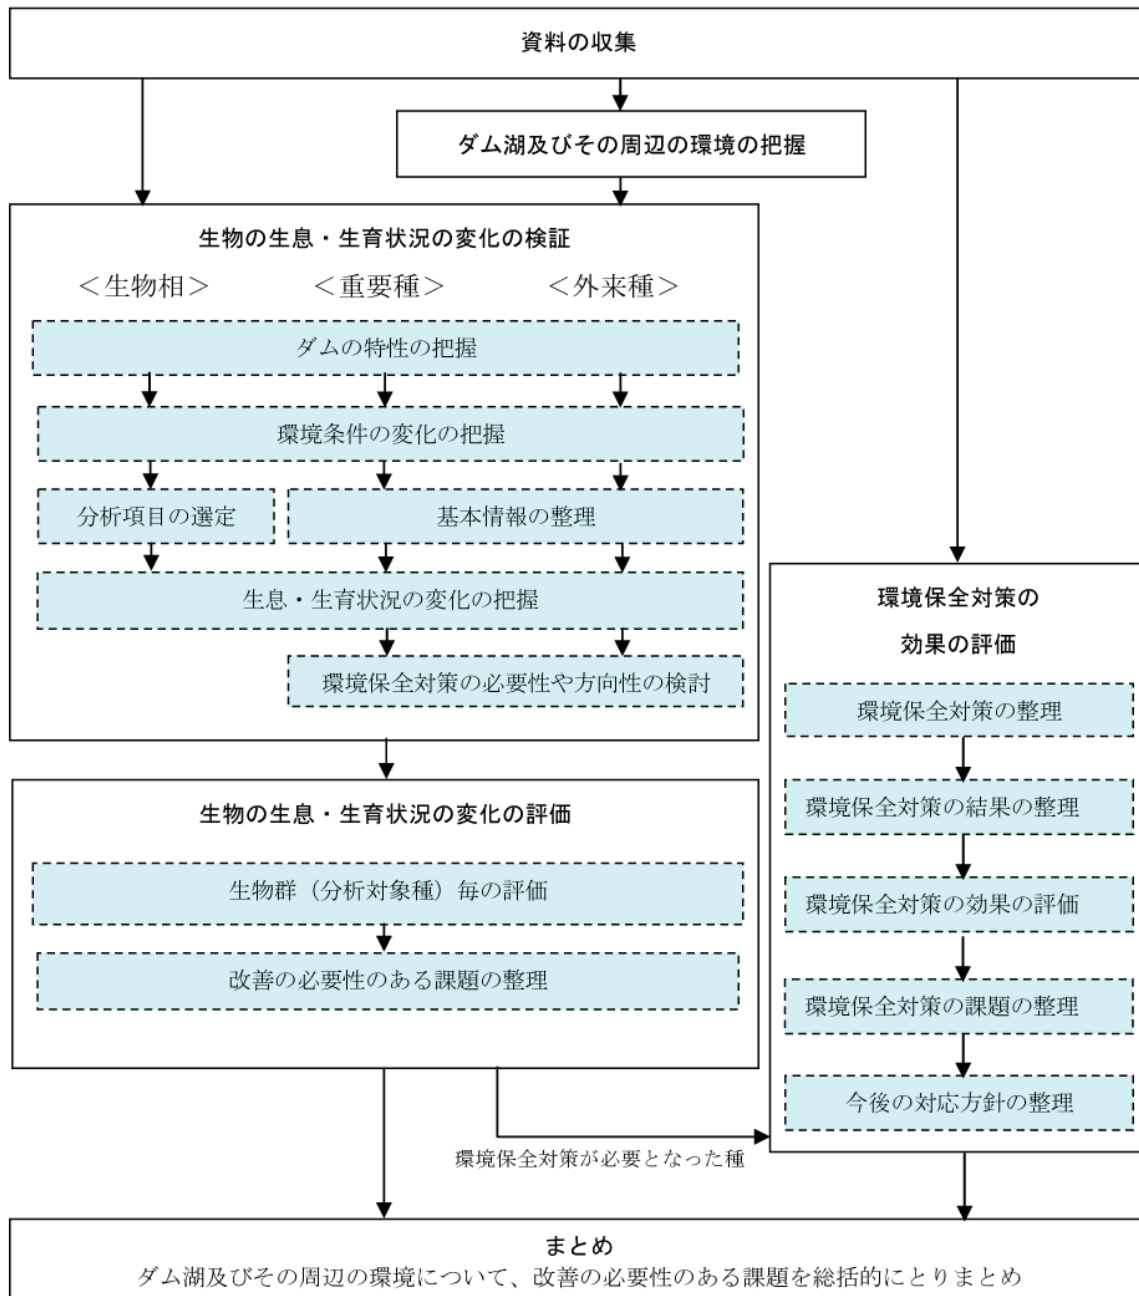 資料の収集
ダム湖及びその周辺の環境の把握
生物の生息・生育状況の変化の検証
＜生物相＞ ＜重要種＞ ＜外来種＞
ダムの特性の把握
環境条件の変化の把握
分析項目の選定 基本情報の整理
生息・生育状況の変化の把握
環境保全対策の必要性や方向性の検討
生物の生息・生育状況の変化の評価
生物群（分析対象種）毎の評価
改善の必要性のある課題の整理
環境保全対策の
効果の評価
環境保全対策の整理
環境保全対策の結果の整理
環境保全対策の効果の評価
環境保全対策の課題の整理
今後の対応方針の整理
環境保全対策が必要となった種
まとめ
ダム湖及びその周辺の環境について、改善の必要性のある課題を総括的にとりまとめ